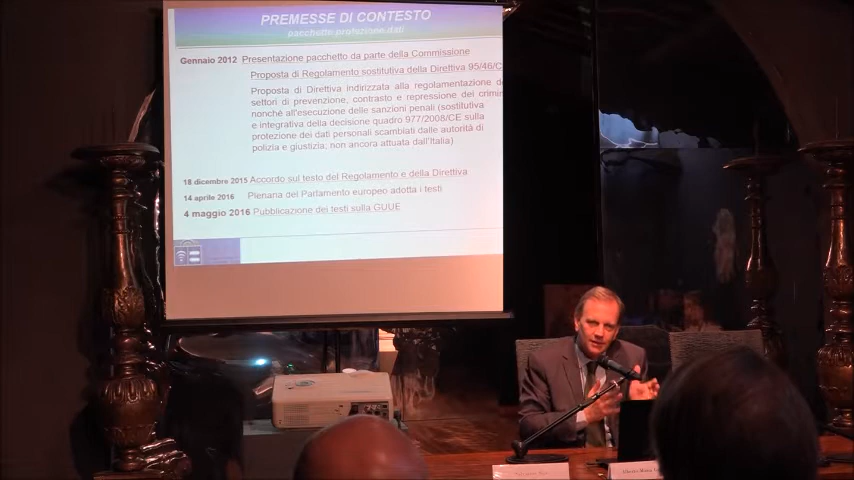 PREMESSE DI CONTESTO
pacchetto protezione dati
Gennaio 2012 Presentazione pacchetto da parte della Commissione
Proposta di Regolamento sostitutiva della Direttiva 95/46/C
Proposta di Direttiva indirizzata alla regolamentazione de
settori di prevenzione, contrasto e repressione dei crimin
nonché all'esecuzione delle sanzioni penali (sostitutiva
e integrativa della decisione quadro 977/2008/CE sulla
protezione dei dati personali scambiati dalle autorità di
polizia e giustizia, non ancora attuata dall'Italia)
18 dicembre 2015 Accordo sul testo del Regolamento e della Direttiva
14 aprile 2016 Plenaria del Parlamento europeo adotta i testi
4 maggio 2016 Pubblicazione dei testi sulla GUUE